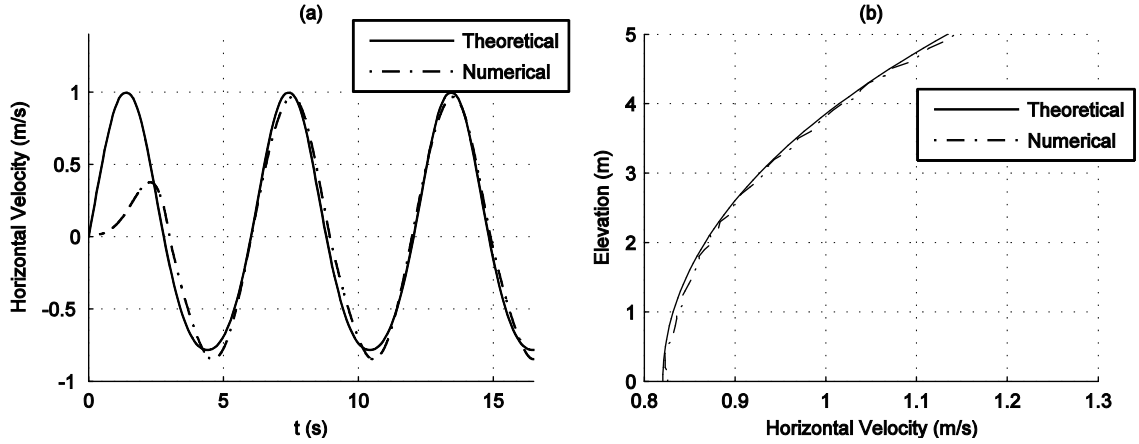 (a)
Theoretical
Numerical
1
0.5
0
-0.5
-1
0
5
10
15
Horizontal Velocity (m/s)
t (s)
(b)
Theoretical
Numerical
5
4
3
2
1
0
0.8
0.9
1
1.1
1.2
1.3
Elevation (m)
Horizontal Velocity (m/s)